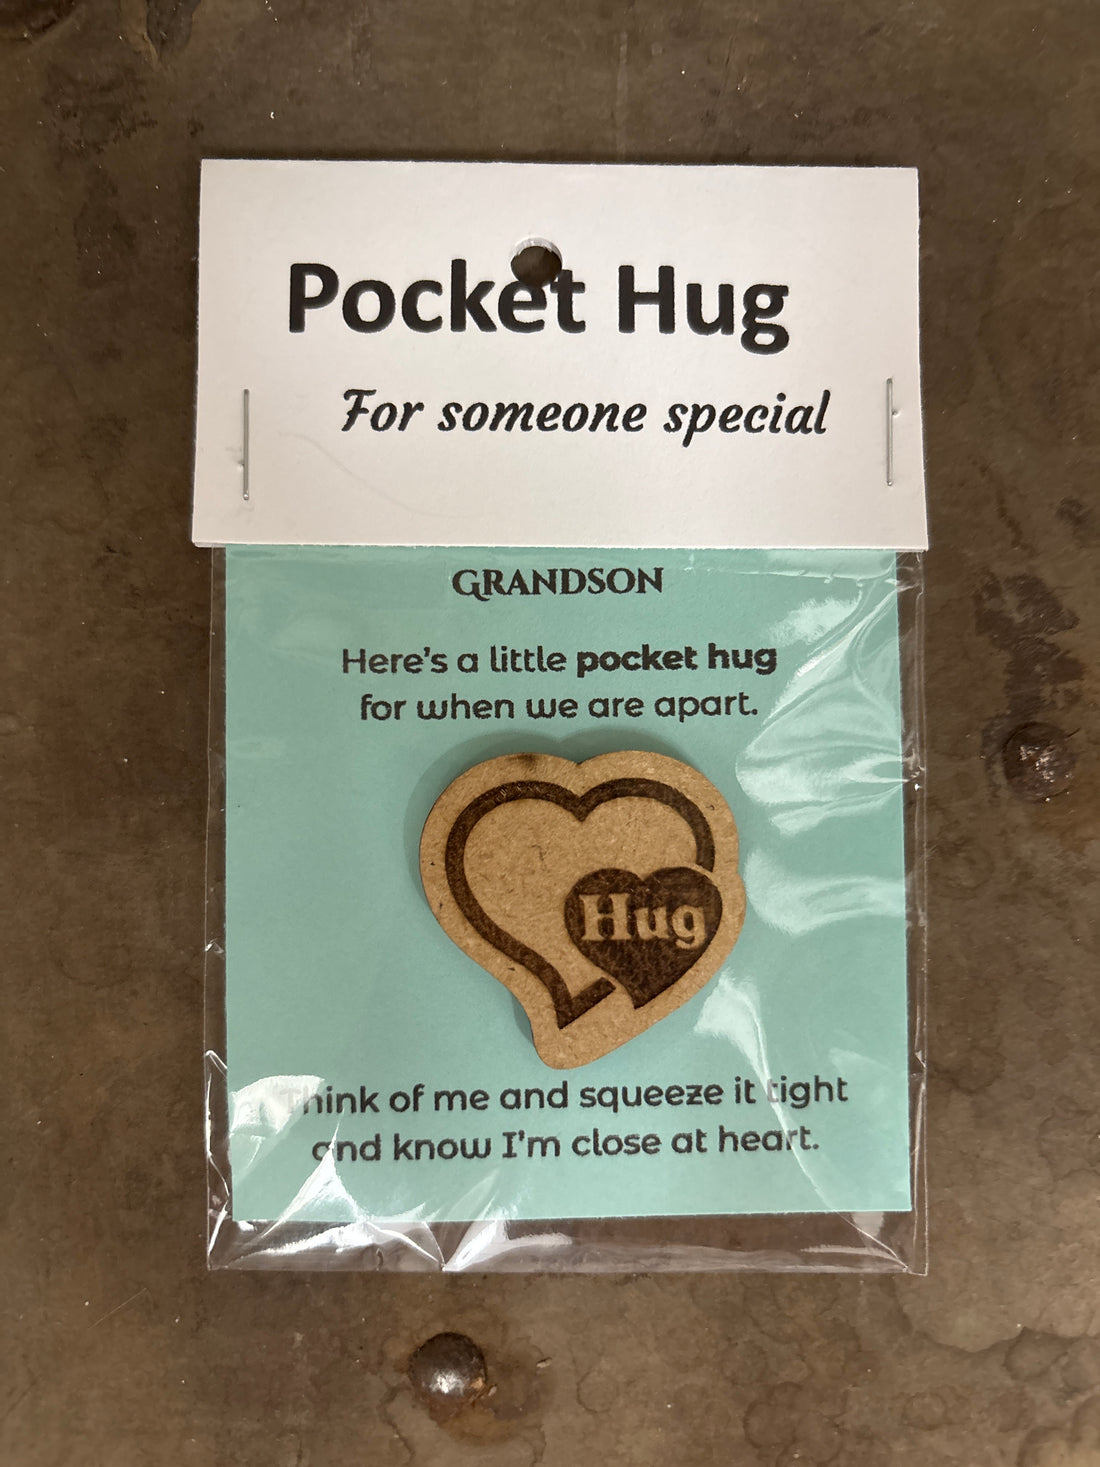 Pocket Hug
For someone special
GRANDSON
Here's a little pocket hug
for when we are apart.
Hug
Think of me and squeeze it tight
and know I'm close at heart.